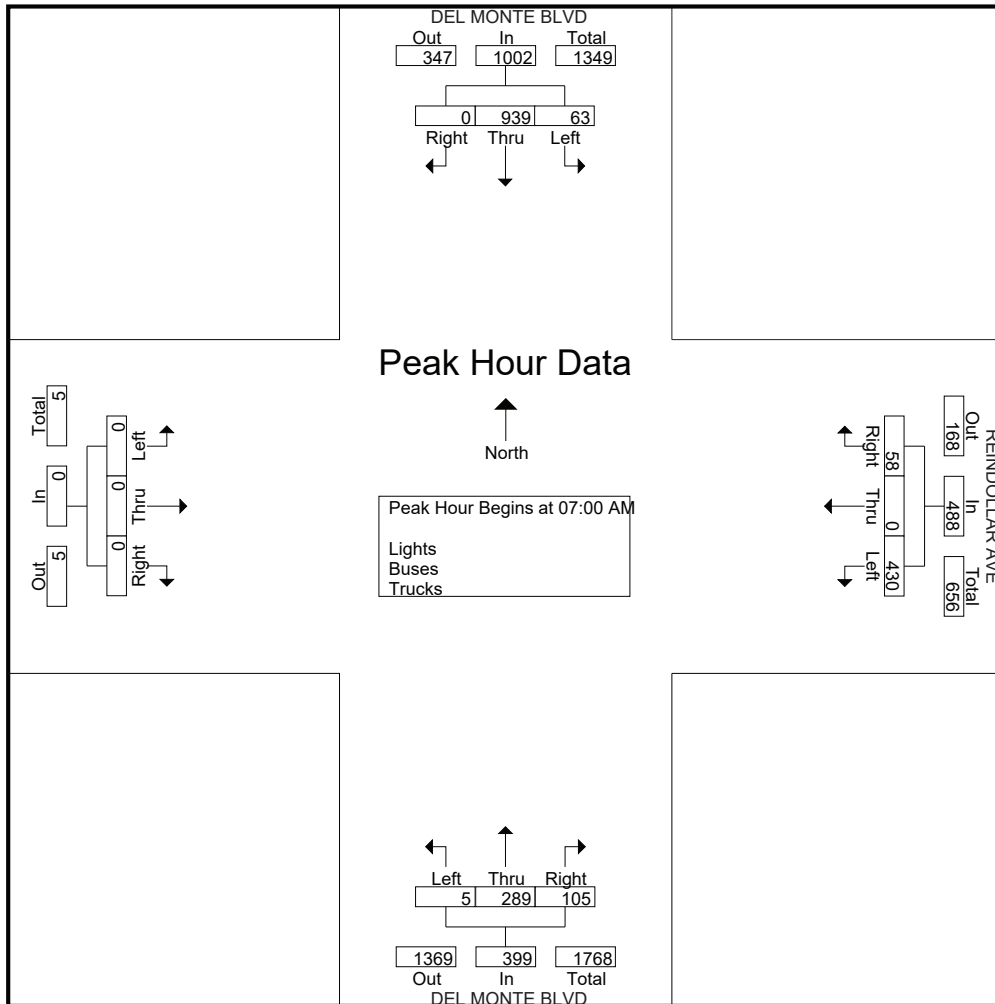 DEL MONTE BLVD
Out In Total
347 1002 1349
0 939 63
Right Thru Left
Peak Hour Data
North
Peak Hour Begins at 07:00 AM
Lights
Buses
Trucks
Total In Out
5 0 5
0 0 0
Left Thru Right
REINDOLLAR AVE
Out In Total
168 488 656
58 0 430
Right Thru Left
Left Thru Right
5 289 105
1369 399 1768
Out In Total
DEL MONTE BLVD